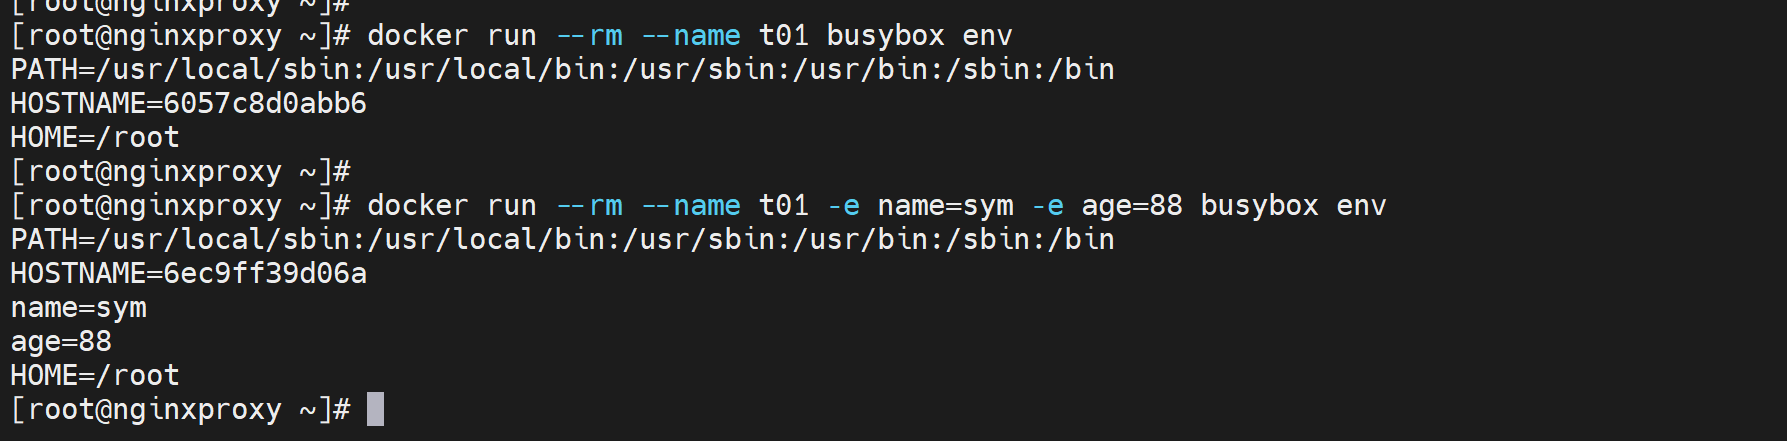 [root@nginxproxy ~]#
[root@nginxproxy ~]# docker run --rm --name t01 busybox env
PATH=/usr/local/sbin:/usr/local/bin:/usr/sbin:/usr/bin:/sbin:/bin
HOSTNAME=6057c8d0abb6
HOME=/root
[root@nginxproxy ~]#
[root@nginxproxy ~]# docker run --rm --name t01 -e name=sym -e age=88 busybox env
PATH=/usr/local/sbin:/usr/local/bin:/usr/sbin:/usr/bin:/sbin:/bin
HOSTNAME=6ec9ff39d06a
name=sym
age=88
HOME=/root
[root@nginxproxy ~]#